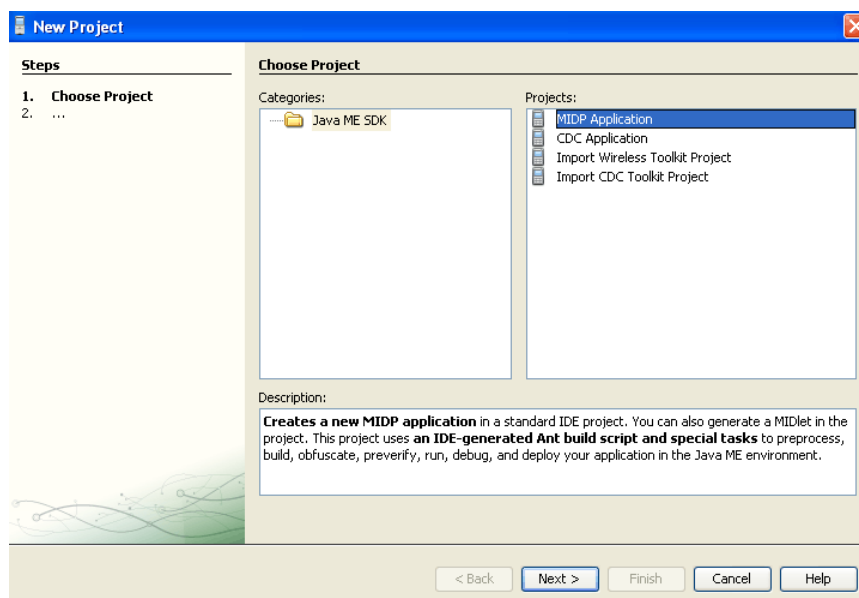 New Project
Steps
1. Choose Project
2. ...
Choose Project
Categories:
Java ME SDK
Projects:
MIDP Application
CDC Application
Import Wireless Toolkit Project
Import CDC Toolkit Project
Description:
Creates a new MIDP application in a standard IDE project. You can also generate a MIDlet in the
project. This project uses an IDE-generated Ant build script and special tasks to preprocess,
build, obfuscate, preverify, run, debug, and deploy your application in the Java ME environment.
< Back Next > Finish Cancel Help